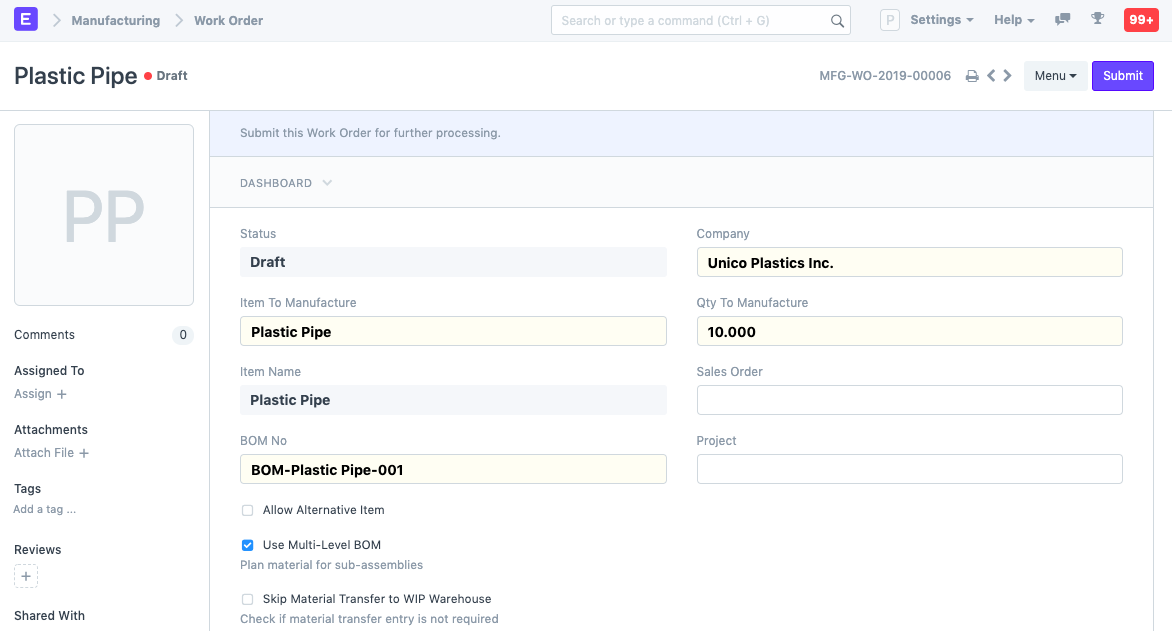 E Manufacturing Work Order Search or type a command (Ctrl + G) P Settings Help 99+
Plastic Pipe Draft MFG-WO-2019-00006 Menu Submit
PP
Comments 0
Assigned To
Assign +
Attachments
Attach File +
Tags
Add a tag ...
Reviews
+
Shared With
Submit this Work Order for further processing.
DASHBOARD
Status
Draft
Item To Manufacture
Plastic Pipe
Item Name
Plastic Pipe
BOM No
BOM-Plastic Pipe-001
Allow Alternative Item
Use Multi-Level BOM
Plan material for sub-assemblies
Skip Material Transfer to WIP Warehouse
Check if material transfer entry is not required
Company
Unico Plastics Inc.
Qty To Manufacture
10.000
Sales Order
Project